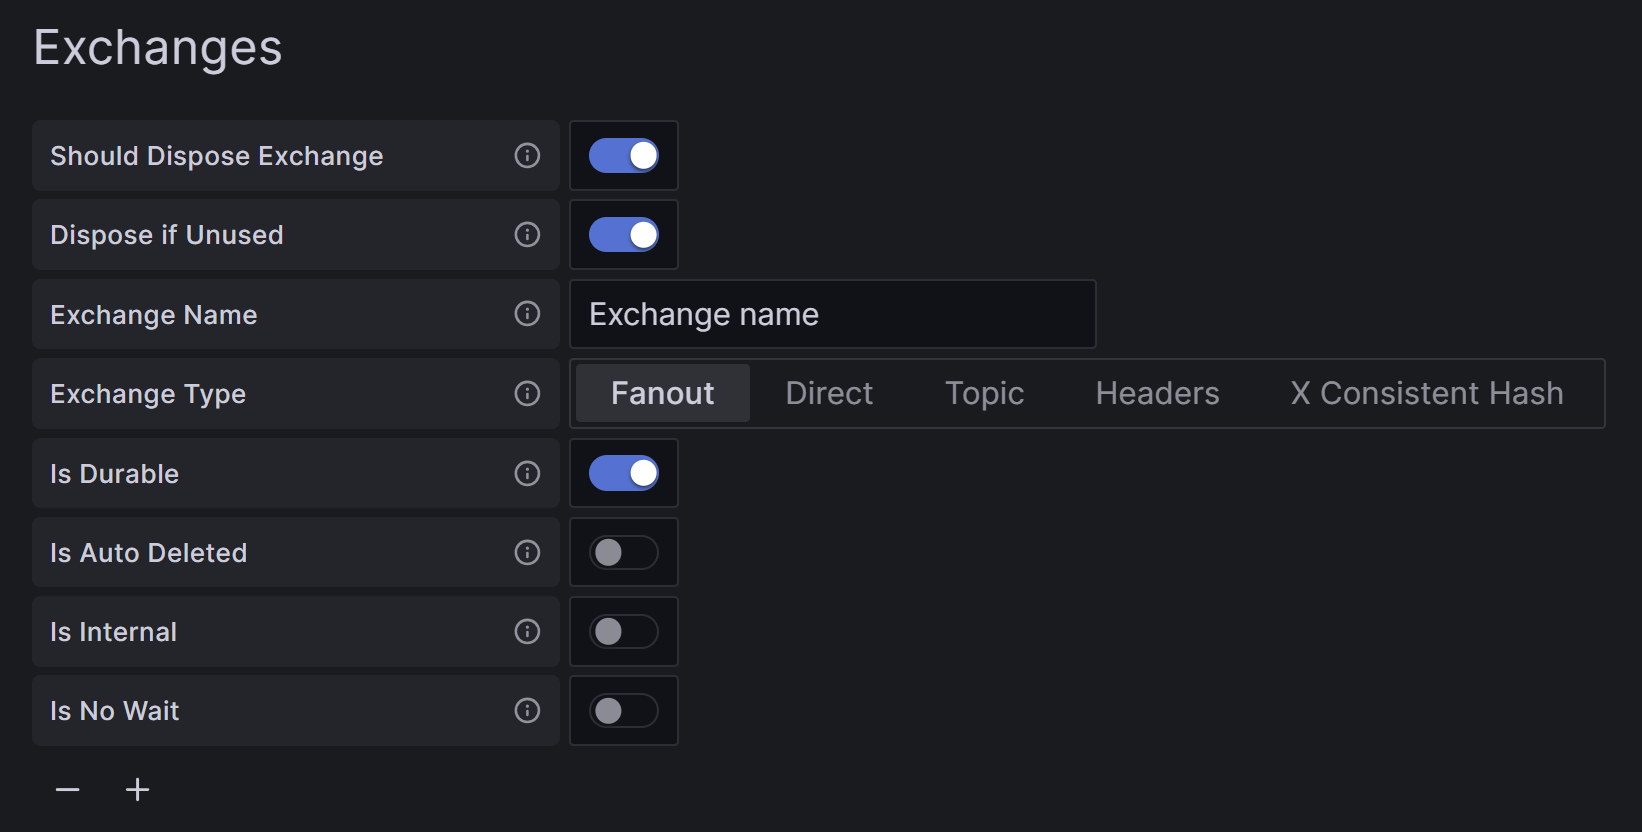 Exchanges
Should Dispose Exchange
Dispose if Unused
Exchange Name Exchange name
Exchange Type Fanout Direct Topic Headers X Consistent Hash
Is Durable
Is Auto Deleted
Is Internal
Is No Wait